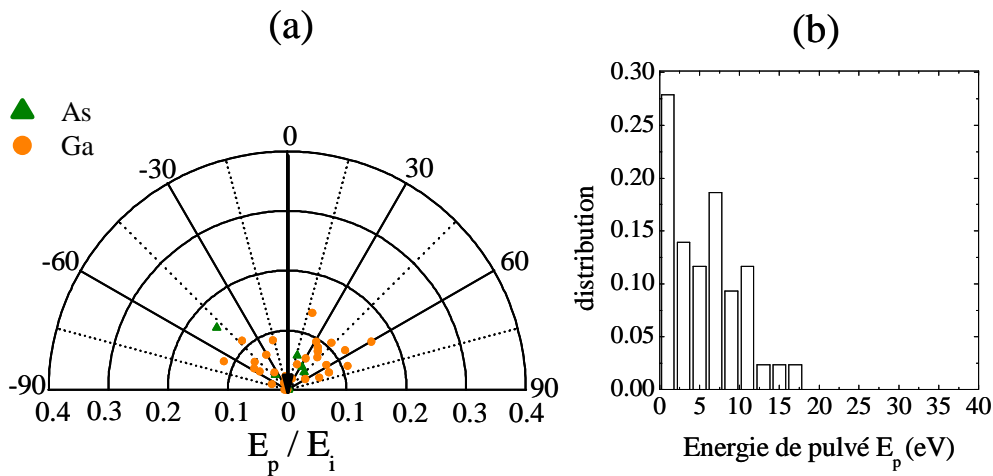 (a)
(b)
As
Ga
0
-30
30
-60
60
-90
90
0.4 0.3 0.2 0.1 0 0.1 0.2 0.3 0.4
E_p / E_i
0.30
0.25
0.20
0.15
0.10
0.05
0.00
distribution
0 5 10 15 20 25 30 35 40
Energie de pulvé E_p (eV)